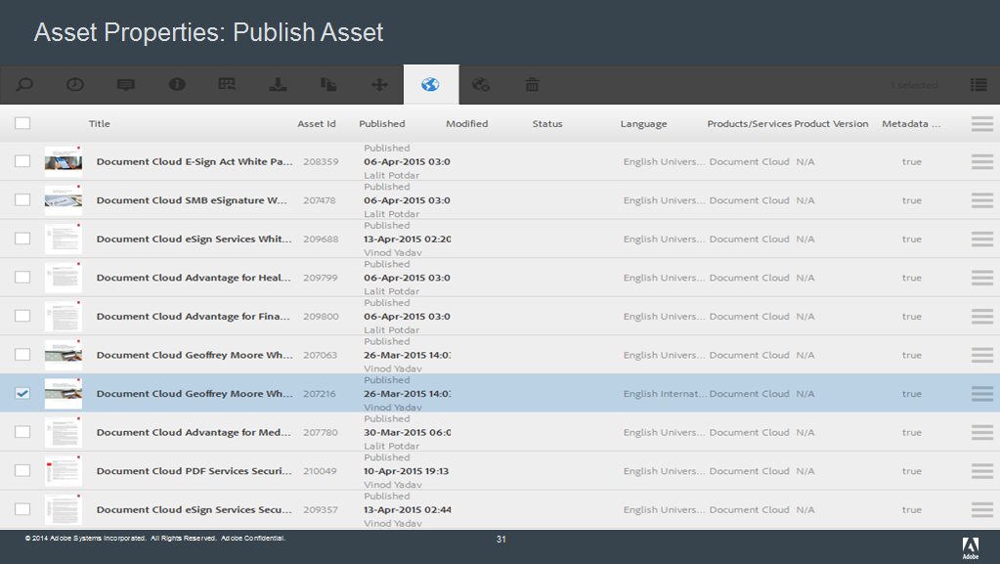 Asset Properties: Publish Asset
1 selected
Title Asset Id Published Modified Status Language Products/Services Product Version Metadata ...
Published
Document Cloud E-Sign Act White Pa... 208359 06-Apr-2015 03:0 English Univers... Document Cloud N/A true
Lalit Potdar
Published
Document Cloud SMB eSignature W... 207478 06-Apr-2015 03:0 English Univers... Document Cloud N/A true
Lalit Potdar
Published
Document Cloud eSign Services Whit... 209688 13-Apr-2015 02:20 English Univers... Document Cloud N/A true
Vinod Yadav
Published
Document Cloud Advantage for Heal... 209799 06-Apr-2015 03:0 English Univers... Document Cloud N/A true
Lalit Potdar
Published
Document Cloud Advantage for Fina... 209800 06-Apr-2015 03:0 English Univers... Document Cloud N/A true
Lalit Potdar
Published
Document Cloud Geoffrey Moore Wh... 207063 26-Mar-2015 14:0 English Univers... Document Cloud N/A true
Vinod Yadav
Published
Document Cloud Geoffrey Moore Wh... 207216 26-Mar-2015 14:0 English Internat... Document Cloud N/A true
Vinod Yadav
Published
Document Cloud Advantage for Med... 207780 30-Mar-2015 06:0 English Univers... Document Cloud N/A true
Lalit Potdar
Published
Document Cloud PDF Services Securi... 210049 10-Apr-2015 19:13 English Univers... Document Cloud N/A true
Vinod Yadav
Published
Document Cloud eSign Services Secu... 209357 13-Apr-2015 02:44 English Univers... Document Cloud N/A true
Vinod Yadav
© 2014 Adobe Systems Incorporated. All Rights Reserved. Adobe Confidential.
31
Adobe